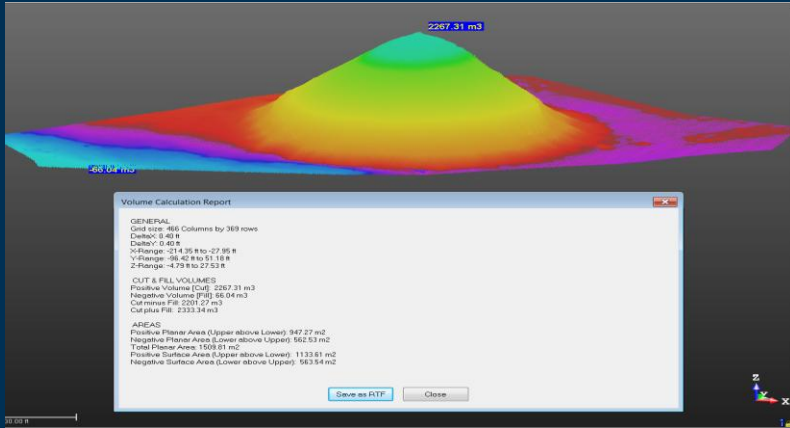 2267.31 m3
-66.04 m3
Volume Calculation Report
GENERAL
Grid size: 466 Columns by 369 rows
DeltaX: 0.40 ft
DeltaY: 0.40 ft
X-Range: -214.35 ft to -27.95 ft
Y-Range: -96.42 ft to 51.18 ft
Z-Range: -4.79 ft to 27.53 ft
CUT & FILL VOLUMES
Positive Volume [Cut]: 2267.31 m3
Negative Volume [Fill]: 66.04 m3
Cut minus Fill: 2201.27 m3
Cut plus Fill: 2333.34 m3
AREAS
Positive Planar Area (Upper above Lower): 947.27 m2
Negative Planar Area (Lower above Upper): 562.53 m2
Total Planar Area: 1509.81 m2
Positive Surface Area (Upper above Lower): 1133.61 m2
Negative Surface Area (Lower above Upper): 563.54 m2
Save as RTF
Close
Z
Y
X
1